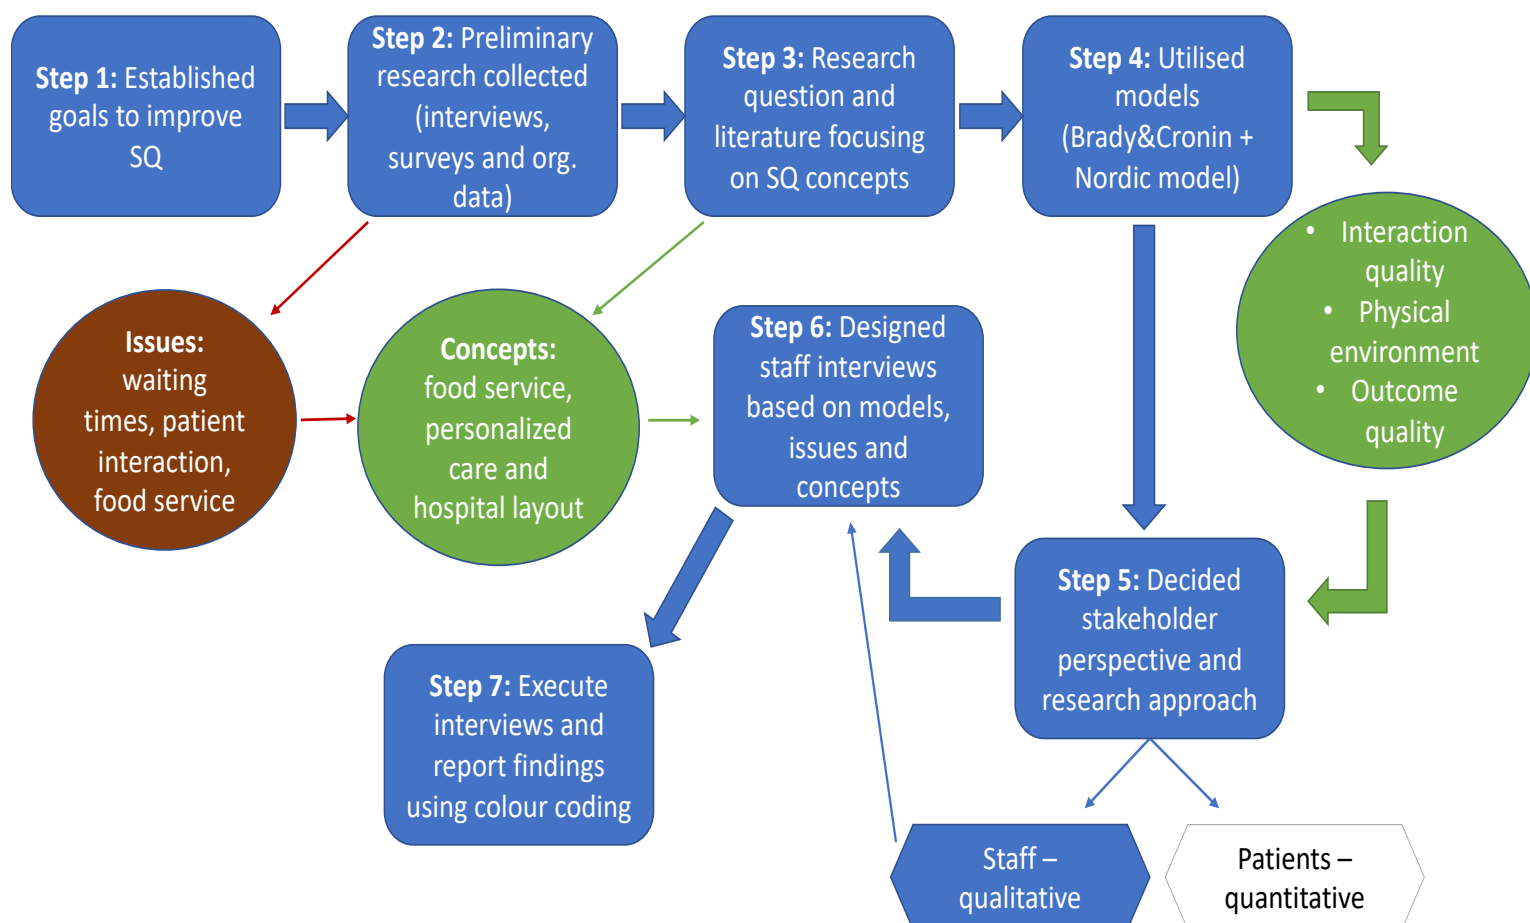 Step 1: Established
goals to improve
SQ
Step 2: Preliminary
research collected
(interviews,
surveys and org.
data)
Step 3: Research
question and
literature focusing
on SQ concepts
Step 4: Utilised
models
(Brady&Cronin +
Nordic model)
• Interaction
quality
• Physical
environment
• Outcome
quality
Issues:
waiting
times, patient
interaction,
food service
Concepts:
food service,
personalized
care and
hospital layout
Step 6: Designed
staff interviews
based on models,
issues and
concepts
Step 5: Decided
stakeholder
perspective and
research approach
Step 7: Execute
interviews and
report findings
using colour coding
Staff –
qualitative
Patients –
quantitative